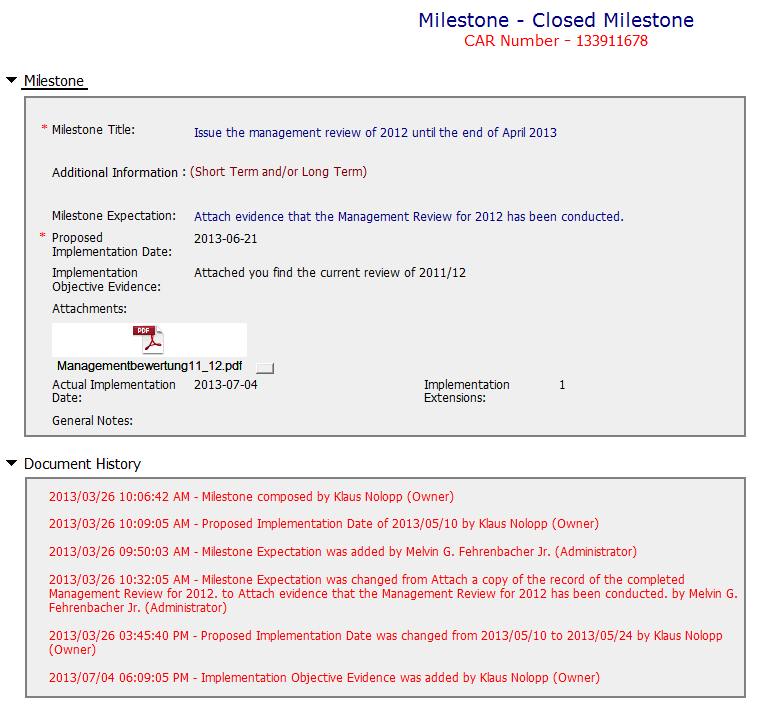 Milestone - Closed Milestone
CAR Number - 133911678
Milestone
* Milestone Title: Issue the management review of 2012 until the end of April 2013
Additional Information : (Short Term and/or Long Term)
Milestone Expectation: Attach evidence that the Management Review for 2012 has been conducted.
* Proposed
Implementation Date: 2013-06-21
Implementation
Objective Evidence: Attached you find the current review of 2011/12
Attachments:
PDF
Managementbewertung11_12.pdf
Actual Implementation
Date: 2013-07-04
Implementation
Extensions: 1
General Notes:
Document History
2013/03/26 10:06:42 AM - Milestone composed by Klaus Nolopp (Owner)
2013/03/26 10:09:05 AM - Proposed Implementation Date of 2013/05/10 by Klaus Nolopp (Owner)
2013/03/26 09:50:03 AM - Milestone Expectation was added by Melvin G. Fehrenbacher Jr. (Administrator)
2013/03/26 10:32:05 AM - Milestone Expectation was changed from Attach a copy of the record of the completed
Management Review for 2012. to Attach evidence that the Management Review for 2012 has been conducted. by Melvin G.
Fehrenbacher Jr. (Administrator)
2013/03/26 03:45:40 PM - Proposed Implementation Date was changed from 2013/05/10 to 2013/05/24 by Klaus Nolopp
(Owner)
2013/07/04 06:09:05 PM - Implementation Objective Evidence was added by Klaus Nolopp (Owner)